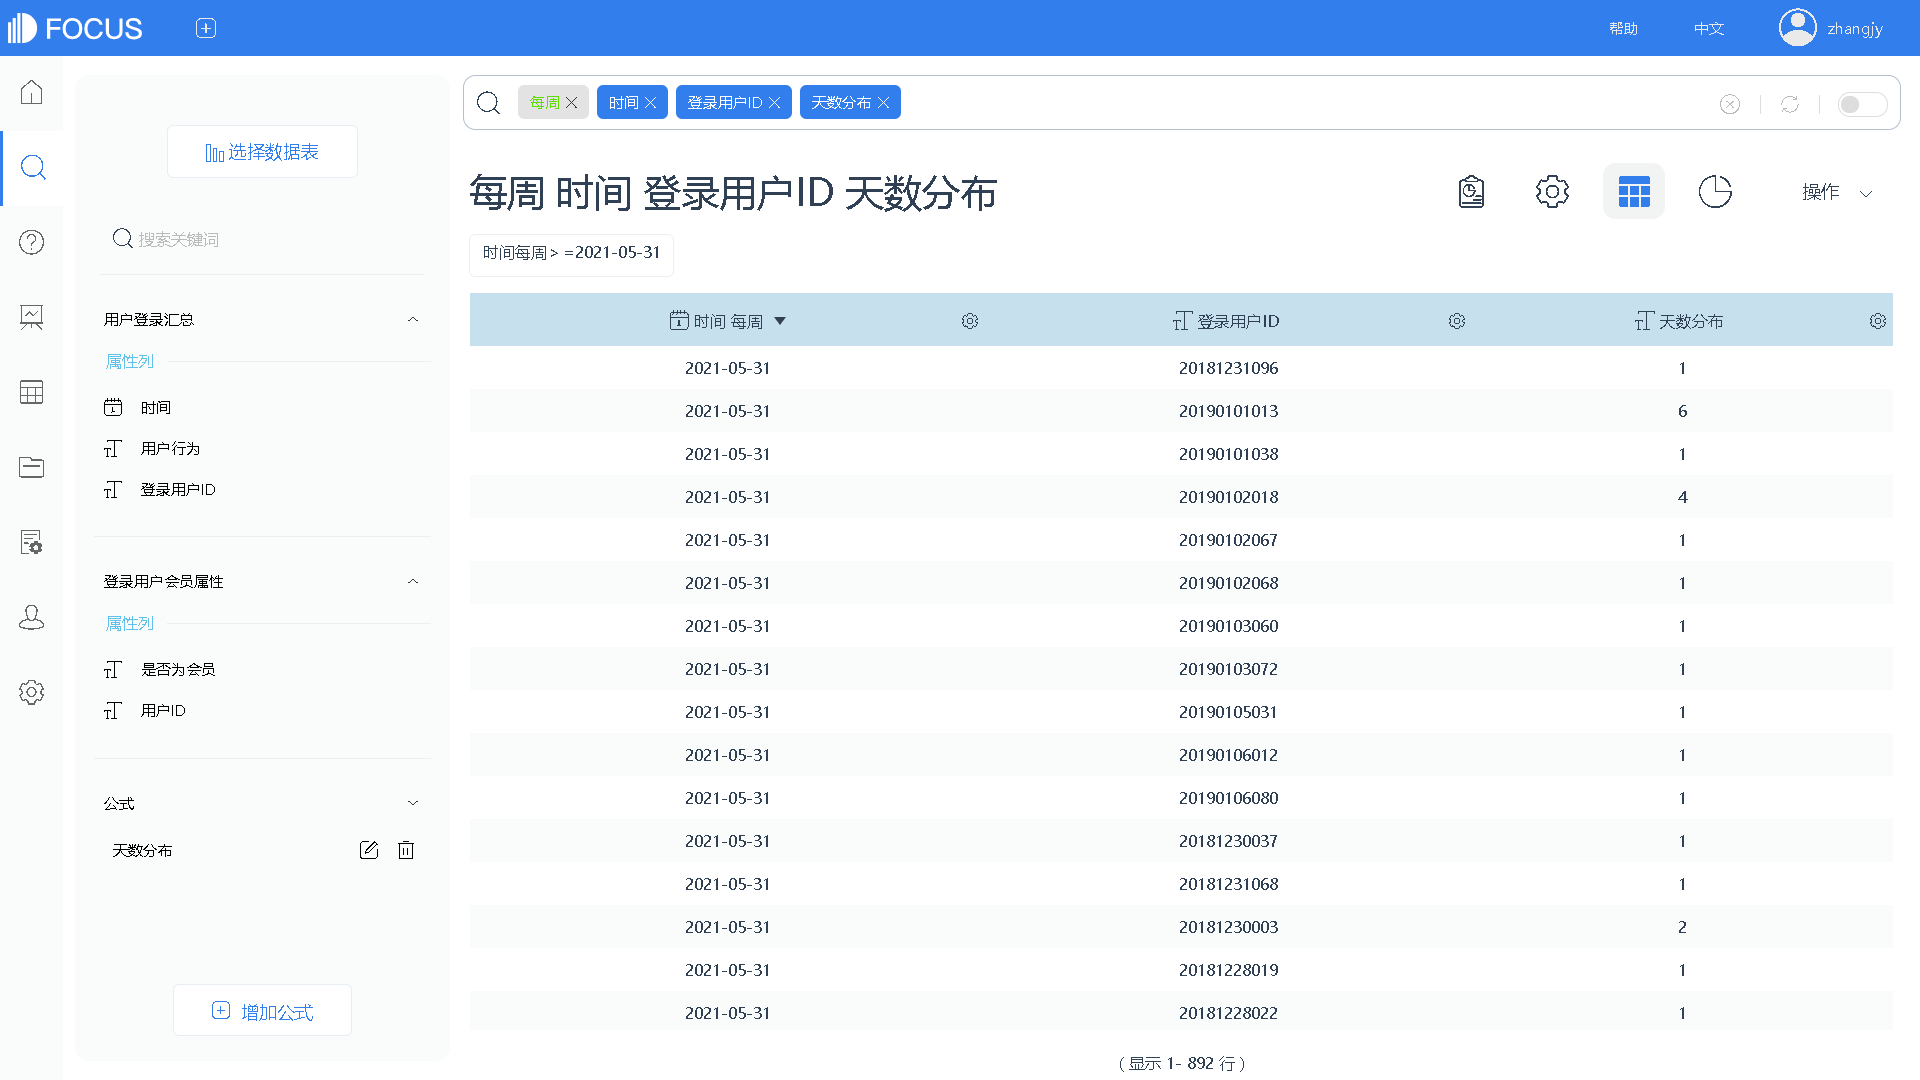 FOCUS
帮助 中文 zhangjy
选择数据表
搜索关键词
用户登录汇总
属性列
时间
用户行为
登录用户ID
登录用户会员属性
属性列
是否为会员
用户ID
公式
天数分布
增加公式
每周 时间 登录用户ID 天数分布
每周 时间 登录用户ID 天数分布
操作
时间每周> =2021-05-31
时间 每周 登录用户ID 天数分布
2021-05-31 20181231096 1
2021-05-31 20190101013 6
2021-05-31 20190101038 1
2021-05-31 20190102018 4
2021-05-31 20190102067 1
2021-05-31 20190102068 1
2021-05-31 20190103060 1
2021-05-31 20190103072 1
2021-05-31 20190105031 1
2021-05-31 20190106012 1
2021-05-31 20190106080 1
2021-05-31 20181230037 1
2021-05-31 20181231068 1
2021-05-31 20181230003 2
2021-05-31 20181228019 1
2021-05-31 20181228022 1
( 显示 1- 892 行 )